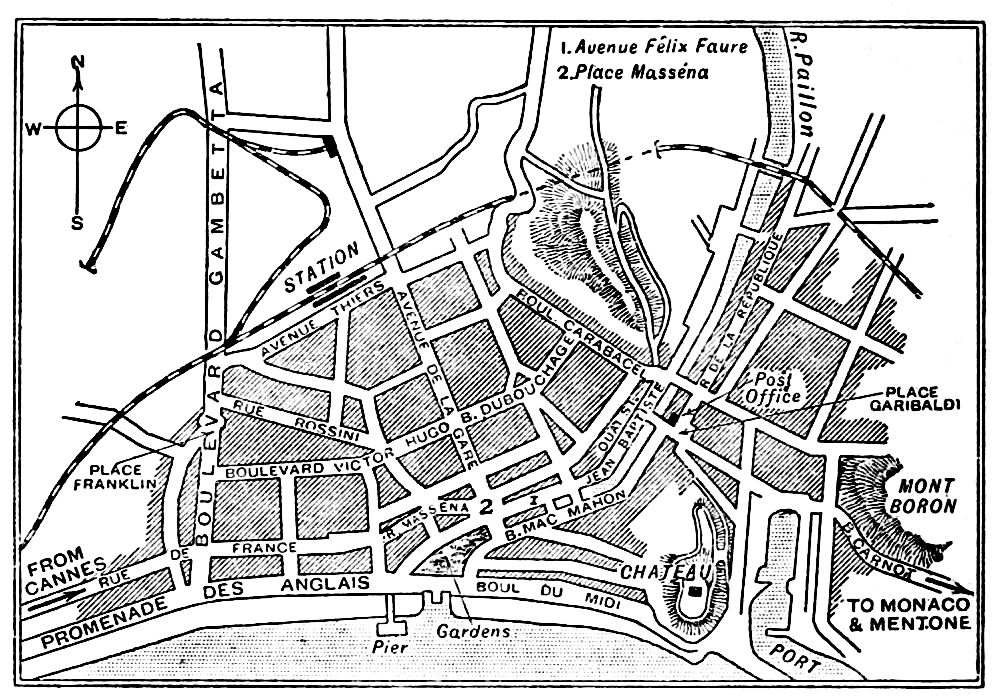 1. Avenue Félix Faure
2. Place Masséna
R. Paillon
N
W E
S
BOULEVARD GAMBETTA
STATION
AVENUE THIERS
AVENUE DE LA GARE
BOUL. CARABACEL
R. DE LA RÉPUBLIQUE
Post Office
PLACE GARIBALDI
RUE ROSSINI
HUGO B. DUBOUCHAGE
QUAI ST. JEAN BAPTISTE
PLACE FRANKLIN
BOULEVARD VICTOR
MONT BORON
R. MASSÉNA
2
1
B. MAC MAHON
FROM CANNES
RUE DE FRANCE
B. CARNOT
CHATEAU
PROMENADE DES ANGLAIS
BOUL DU MIDI
TO MONACO & MENTONE
Gardens
Pier
PORT